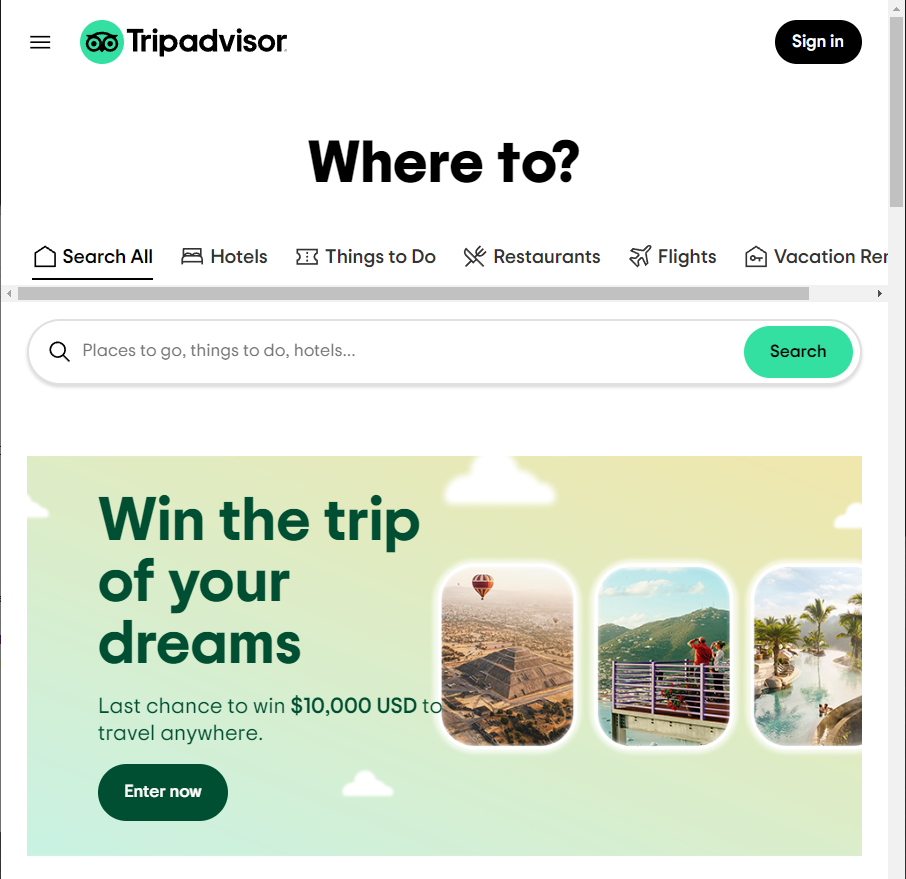 Tripadvisor
Sign in
Where to?
Search All Hotels Things to Do Restaurants Flights Vacation Ren
Places to go, things to do, hotels...
Search
Win the trip
of your
dreams
Last chance to win $10,000 USD to
travel anywhere.
Enter now